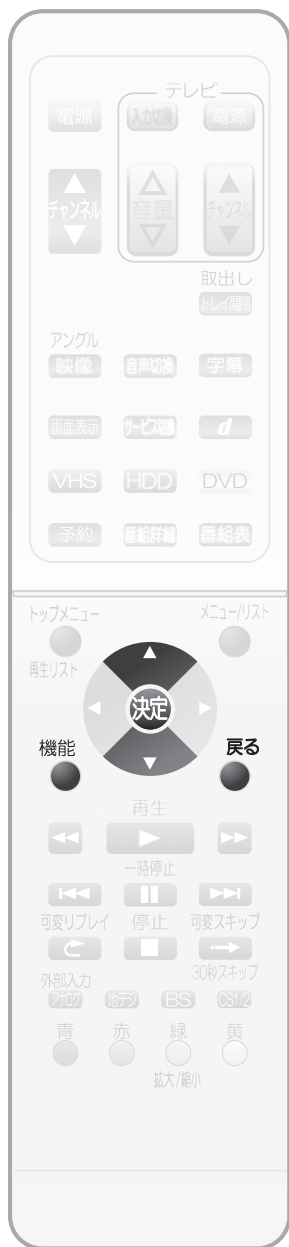 テレビ
電源 入力切換 電源
チャンネル 音量 チャンネル
取出し
トレイ開閉
アングル
映像 音声切換 字幕
画面表示 サービス切換 d
VHS HDD DVD
予約 番組詳細 番組表
トップメニュー メニュー/リスト
再生リスト
決定
機能 戻る
再生
一時停止
可変リプレイ 停止 可変スキップ
30秒スキップ
外部入力
アナログ 地デジ BS CS1/2
青 赤 緑 黄
拡大/縮小